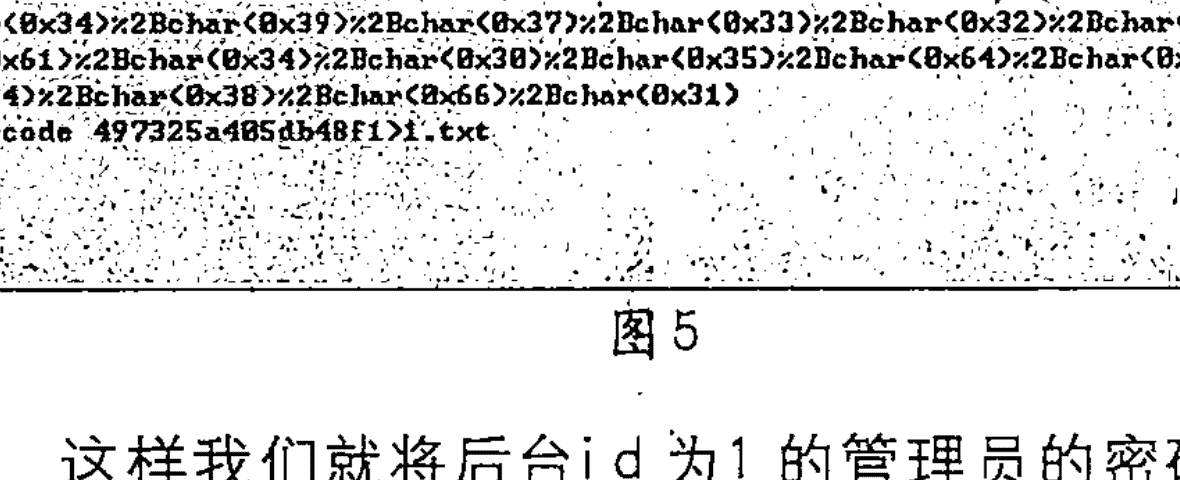 (0x34)%2Bchar(0x39)%2Bchar(0x37)%2Bchar(0x33)%2Bchar(0x32)%2Bchar
x61)%2Bchar(0x34)%2Bchar(0x30)%2Bchar(0x35)%2Bchar(0x64)%2Bchar(0
4)%2Bchar(0x38)%2Bchar(0x66)%2Bchar(0x31)
code 497325a405db48f1>1.txt
图5
这样我们就将后台id为1的管理员的密